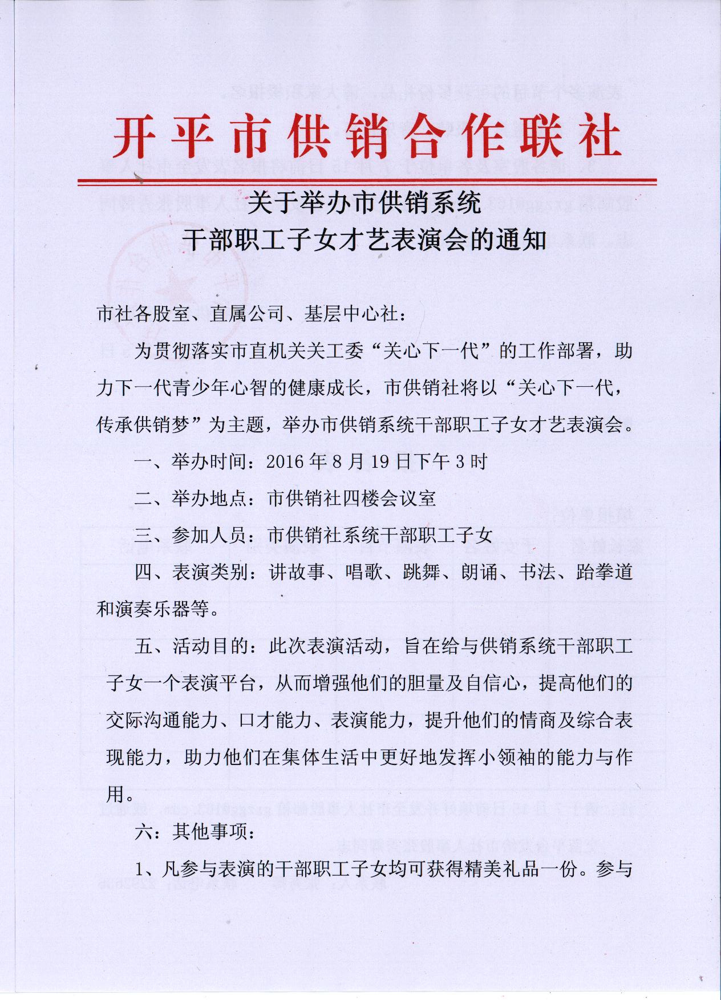 开平市供销合作联社
关于举办市供销系统
干部职工子女才艺表演会的通知
市社各股室、直属公司、基层中心社：
为贯彻落实市直机关关工委“关心下一代”的工作部署，助
力下一代青少年心智的健康成长，市供销社将以“关心下一代，
传承供销梦”为主题，举办市供销系统干部职工子女才艺表演会。
一、举办时间：2016年8月19日下午3时
二、举办地点：市供销社四楼会议室
三、参加人员：市供销社系统干部职工子女
四、表演类别：讲故事、唱歌、跳舞、朗诵、书法、跆拳道
和演奏乐器等。
五、活动目的：此次表演活动，旨在给与供销系统干部职工
子女一个表演平台，从而增强他们的胆量及自信心，提高他们的
交际沟通能力、口才能力、表演能力，提升他们的情商及综合表
现能力，助力他们在集体生活中更好地发挥小领袖的能力与作
用。
六：其他事项：
1、凡参与表演的干部职工子女均可获得精美礼品一份。参与